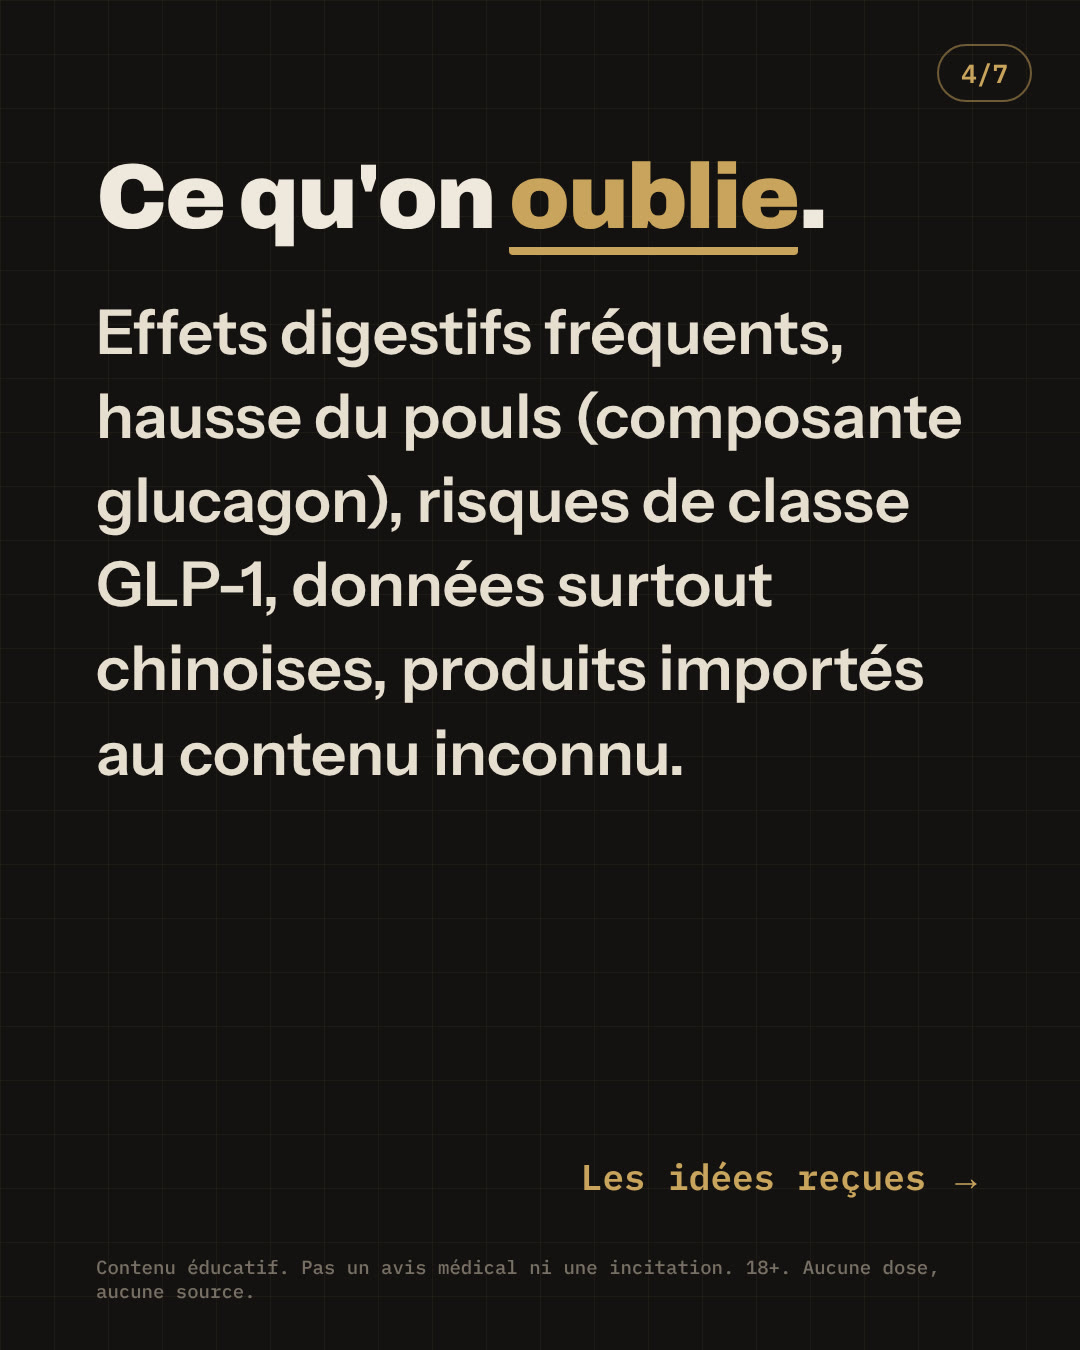 4/7
Ce qu'on oublie.
Effets digestifs fréquents,
hausse du pouls (composante
glucagon), risques de classe
GLP-1, données surtout
chinoises, produits importés
au contenu inconnu.
Les idées reçues →
Contenu éducatif. Pas un avis médical ni une incitation. 18+. Aucune dose,
aucune source.